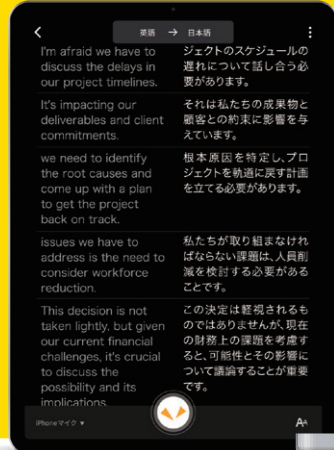 英語 → 日本語
I'm afraid we have to
discuss the delays in
our project timelines.
ジェクトのスケジュールの
遅れについて話し合う必
要があります。
It's impacting our
deliverables and client
commitments.
それは私たちの成果物と
顧客との約束に影響を与
えています。
we need to identify
the root causes and
come up with a plan
to get the project
back on track.
根本原因を特定し、プロ
ジェクトを軌道に戻す計画
を立てる必要があります。
issues we have to
address is the need to
consider workforce
reduction.
私たちが取り組まなけれ
ばならない課題は、人員削
減を検討する必要がある
ことです。
This decision is not
taken lightly, but given
our current financial
challenges, it's crucial
to discuss the
possibility and its
implications.
この決定は軽視されるも
のではありませんが、現在
の財務上の課題を考慮す
ると、可能性とその影響に
ついて議論することが重要
です。
iPhoneマイク ▼
AA